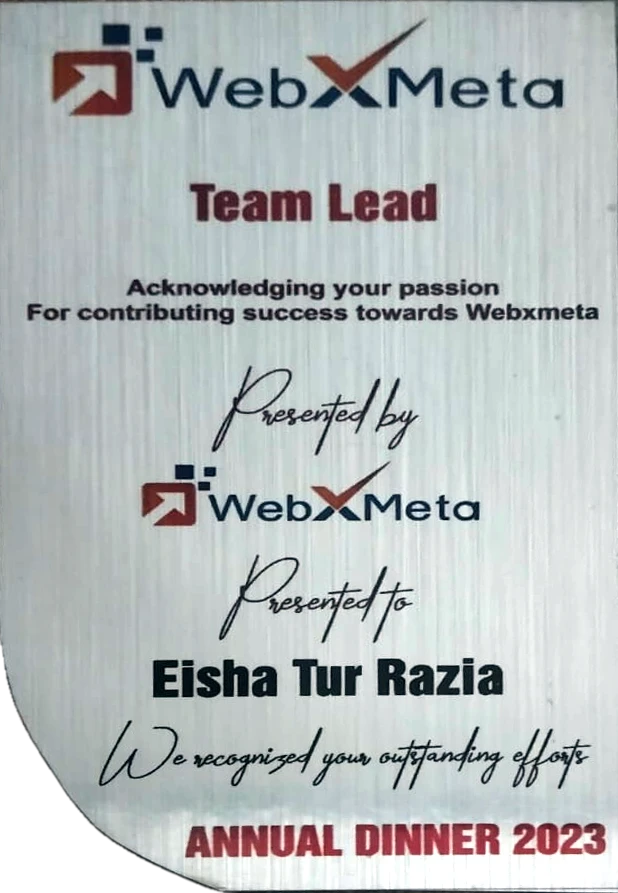 WebXMeta
Team Lead
Acknowledging your passion
For contributing success towards Webxmeta
Presented by
WebXMeta
Presented to
Eisha Tur Razia
We recognized your outstanding efforts
ANNUAL DINNER 2023